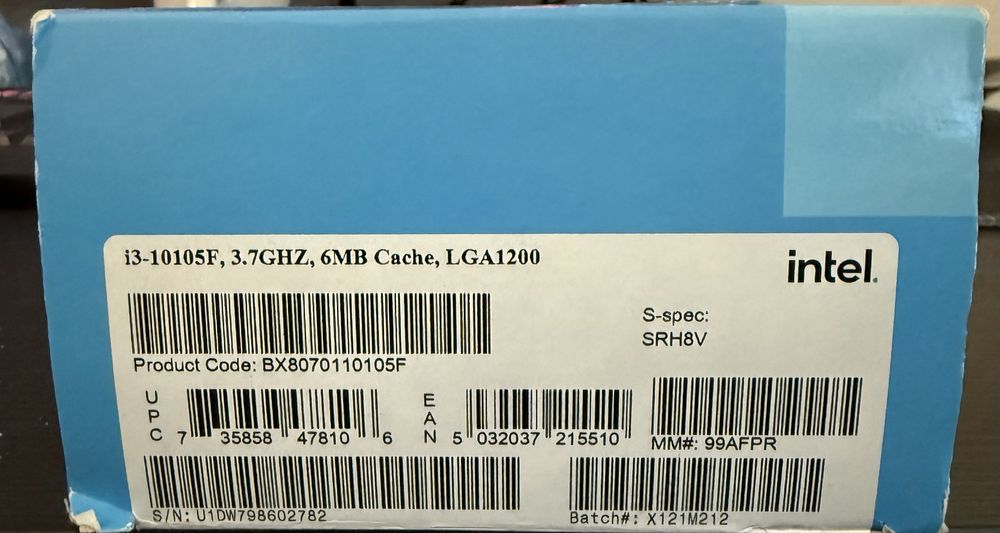 i3-10105F, 3.7GHZ, 6MB Cache, LGA1200
intel.
S-spec:
SRH8V
Product Code: BX8070110105F
UPC
7 35858 47810 6
EAN
5 032037 215510
MM#: 99AFPR
S/N: U1DW798602782
Batch#: X121M212